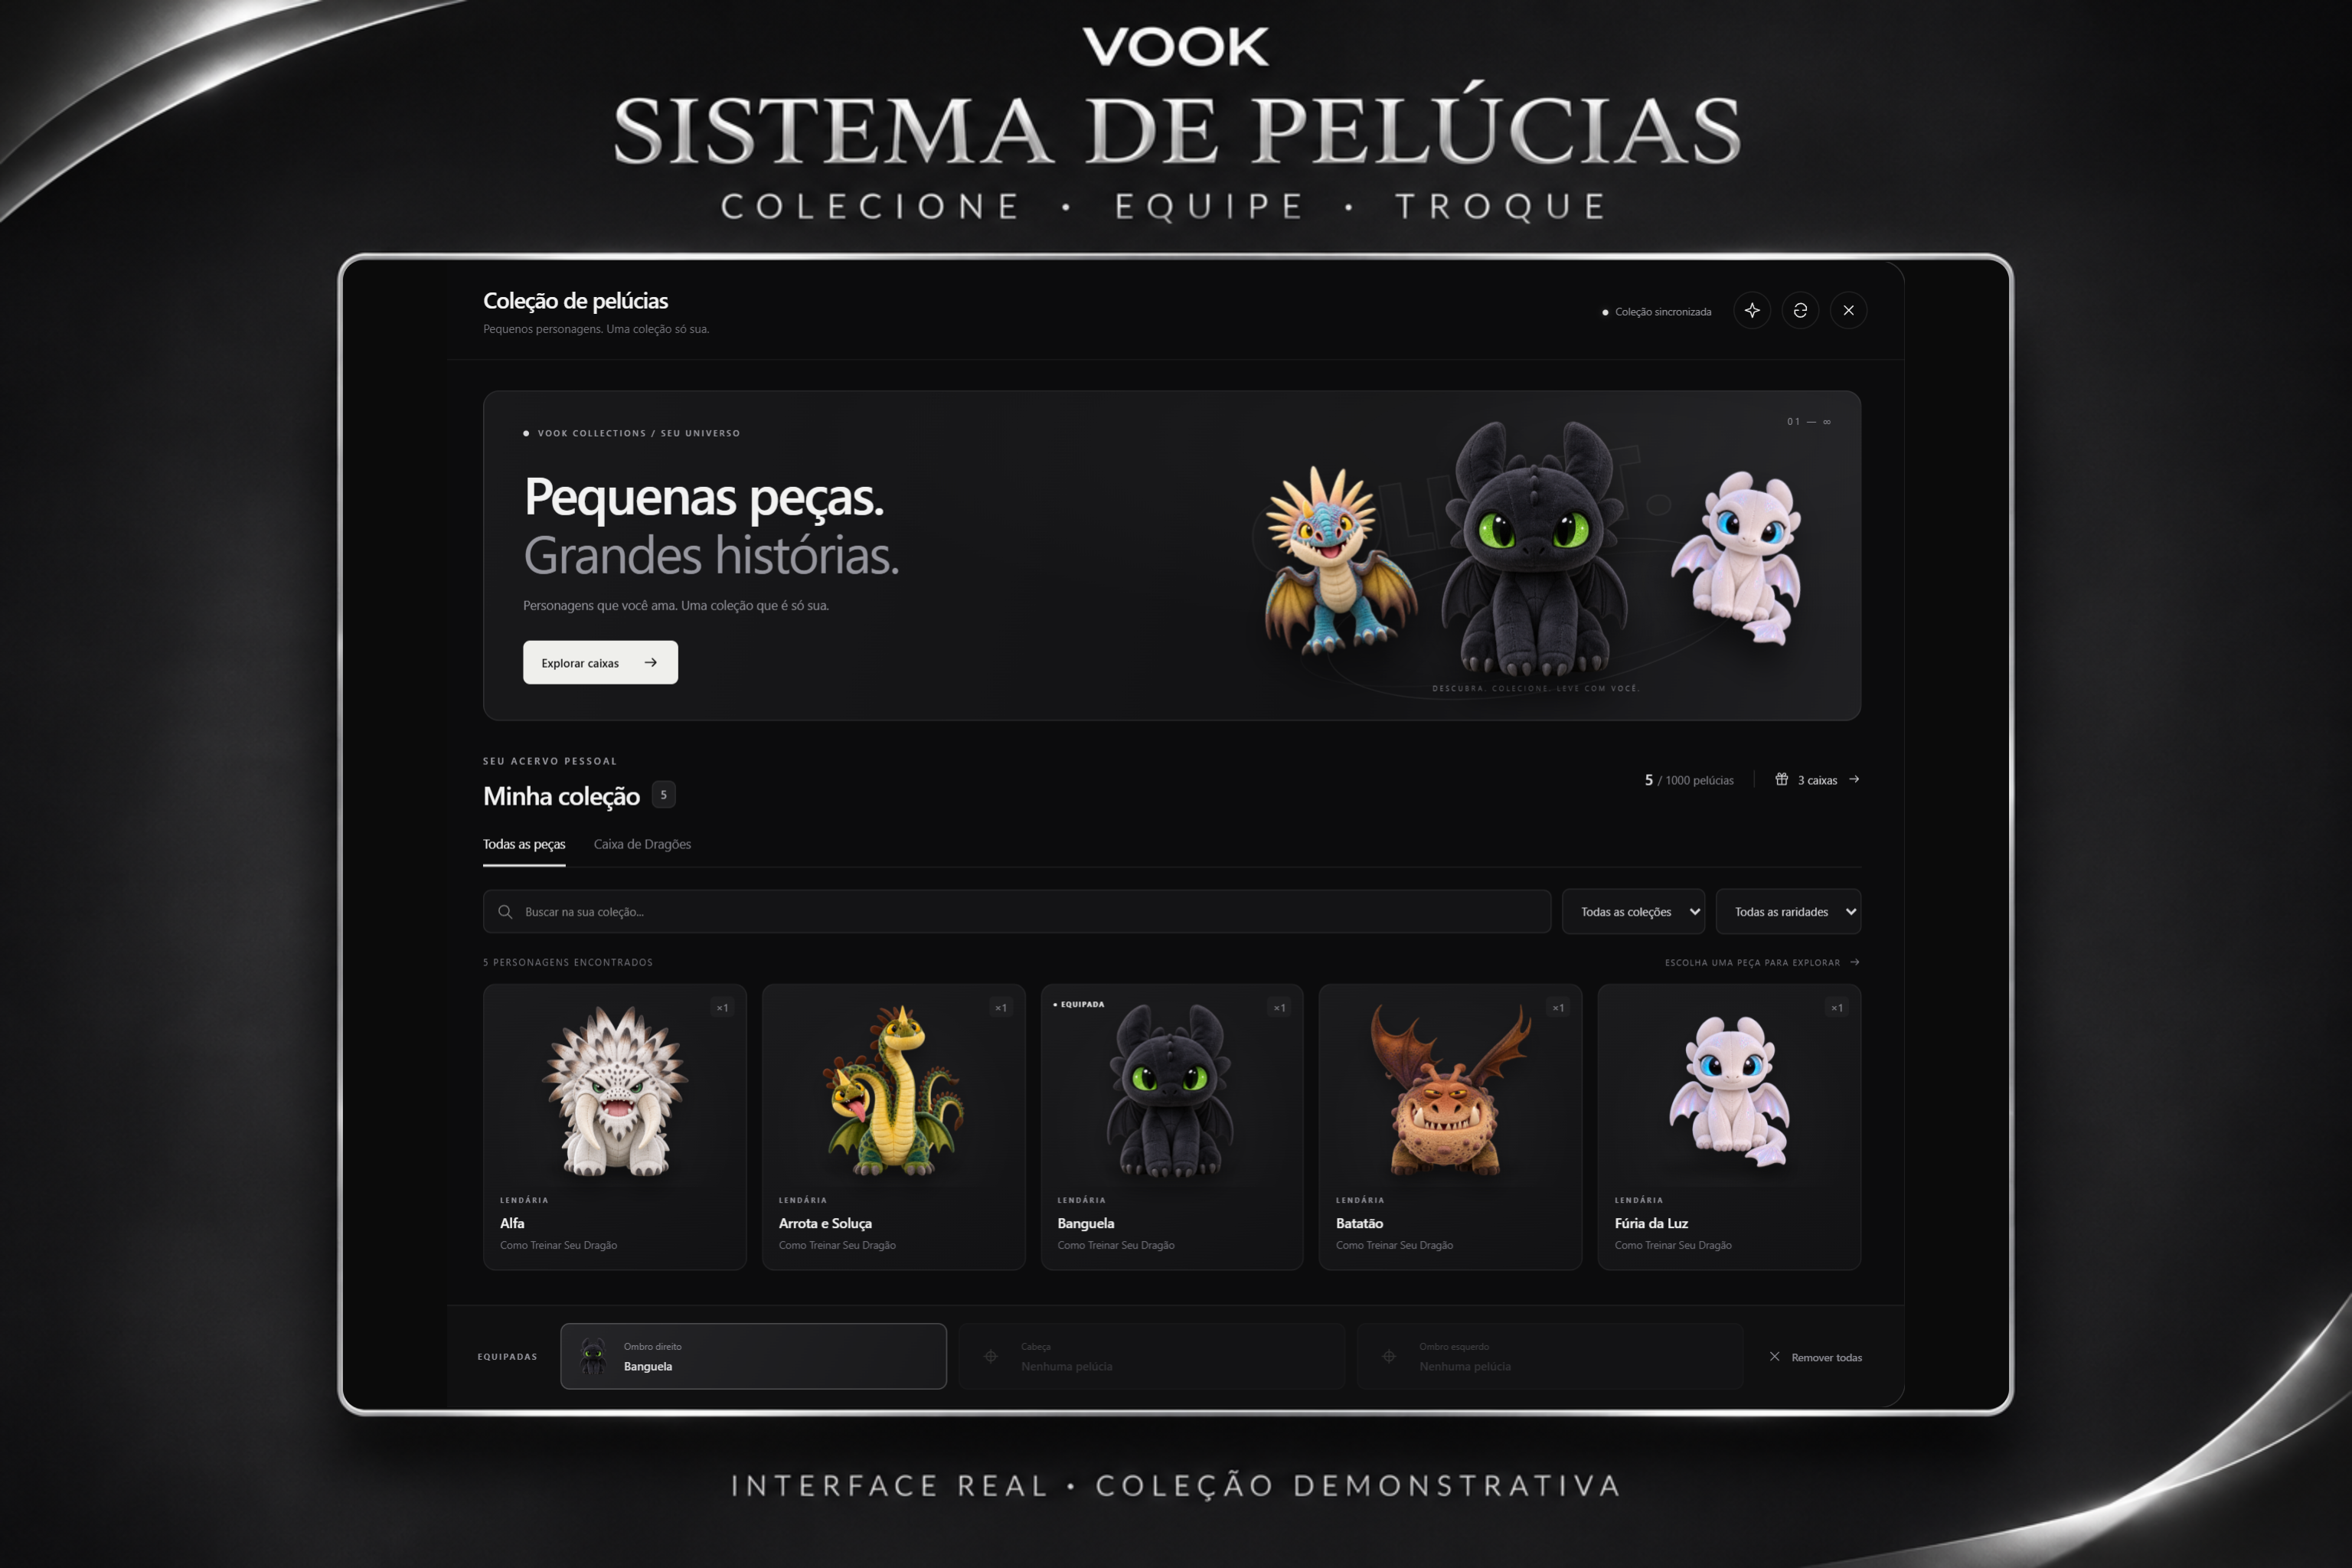 VOOK
SISTEMA DE PELÚCIAS
COLECIONE • EQUIPE • TROQUE
Coleção de pelúcias
Pequenos personagens. Uma coleção só sua.
Coleção sincronizada
VOOK COLLECTIONS / SEU UNIVERSO
01 — ∞
Pequenas peças.
Grandes histórias.
Personagens que você ama. Uma coleção que é só sua.
Explorar caixas →
DESCUBRA. COLECIONE. LEVE COM VOCÊ.
SEU ACERVO PESSOAL
Minha coleção 5
5 / 1000 pelúcias
3 caixas →
Todas as peças Caixa de Dragões
Buscar na sua coleção...
Todas as coleções
Todas as raridades
5 PERSONAGENS ENCONTRADOS
ESCOLHA UMA PEÇA PARA EXPLORAR →
×1
LENDÁRIA
Alfa
Como Treinar Seu Dragão
×1
LENDÁRIA
Arrota e Soluça
Como Treinar Seu Dragão
• EQUIPADA
×1
LENDÁRIA
Banguela
Como Treinar Seu Dragão
×1
LENDÁRIA
Batatão
Como Treinar Seu Dragão
×1
LENDÁRIA
Fúria da Luz
Como Treinar Seu Dragão
EQUIPADAS
Ombro direito
Banguela
Cabeça
Nenhuma pelúcia
Ombro esquerdo
Nenhuma pelúcia
Remover todas
INTERFACE REAL • COLEÇÃO DEMONSTRATIVA